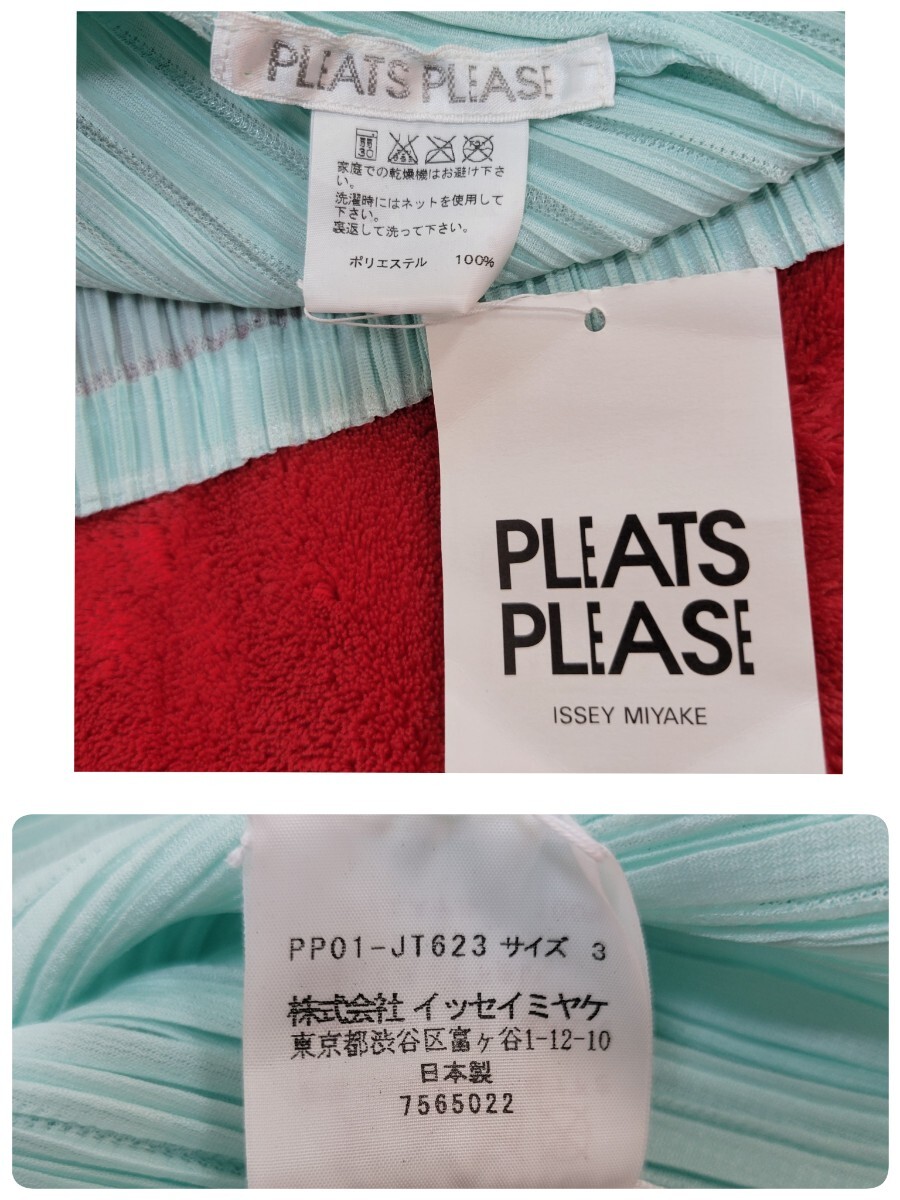 PLEATS PLEASE
30
家庭での乾燥機はお避け下さ
い。
洗濯時にはネットを使用して
下さい。
裏返して洗って下さい。
ポリエステル 100%
PLEATS
PLEASE
ISSEY MIYAKE
PP01-JT623 サイズ 3
株式会社 イッセイミヤケ
東京都渋谷区富ヶ谷1-12-10
日本製
7565022